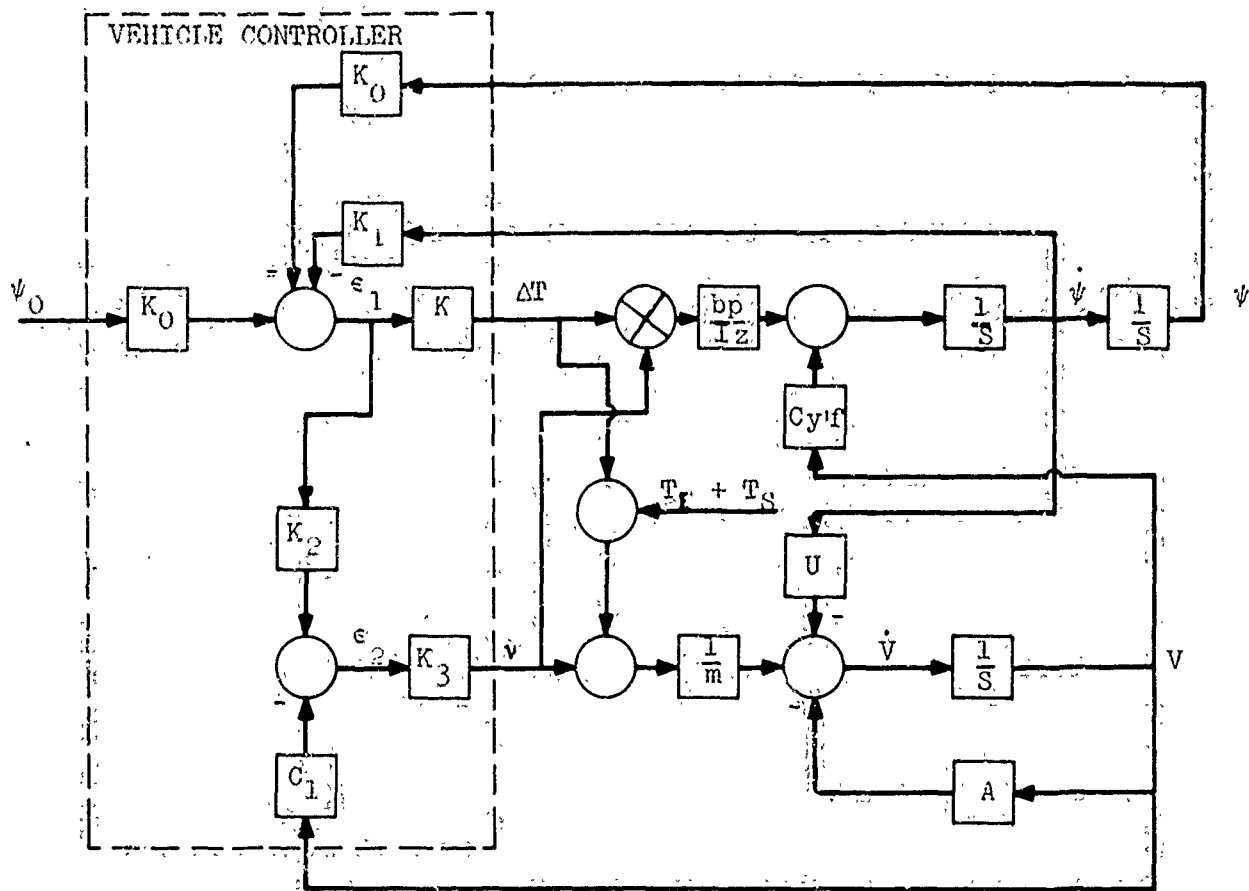 VEHICLE CONTROLLER
K0
K1
ψ0
K0
ε1
K
ΔT
bp
Iz
1
S
ψ̇
1
S
ψ
Cy'f
TE + TS
K2
U
ε2
K3
ν
1
m
V̇
1
S
V
C1
A